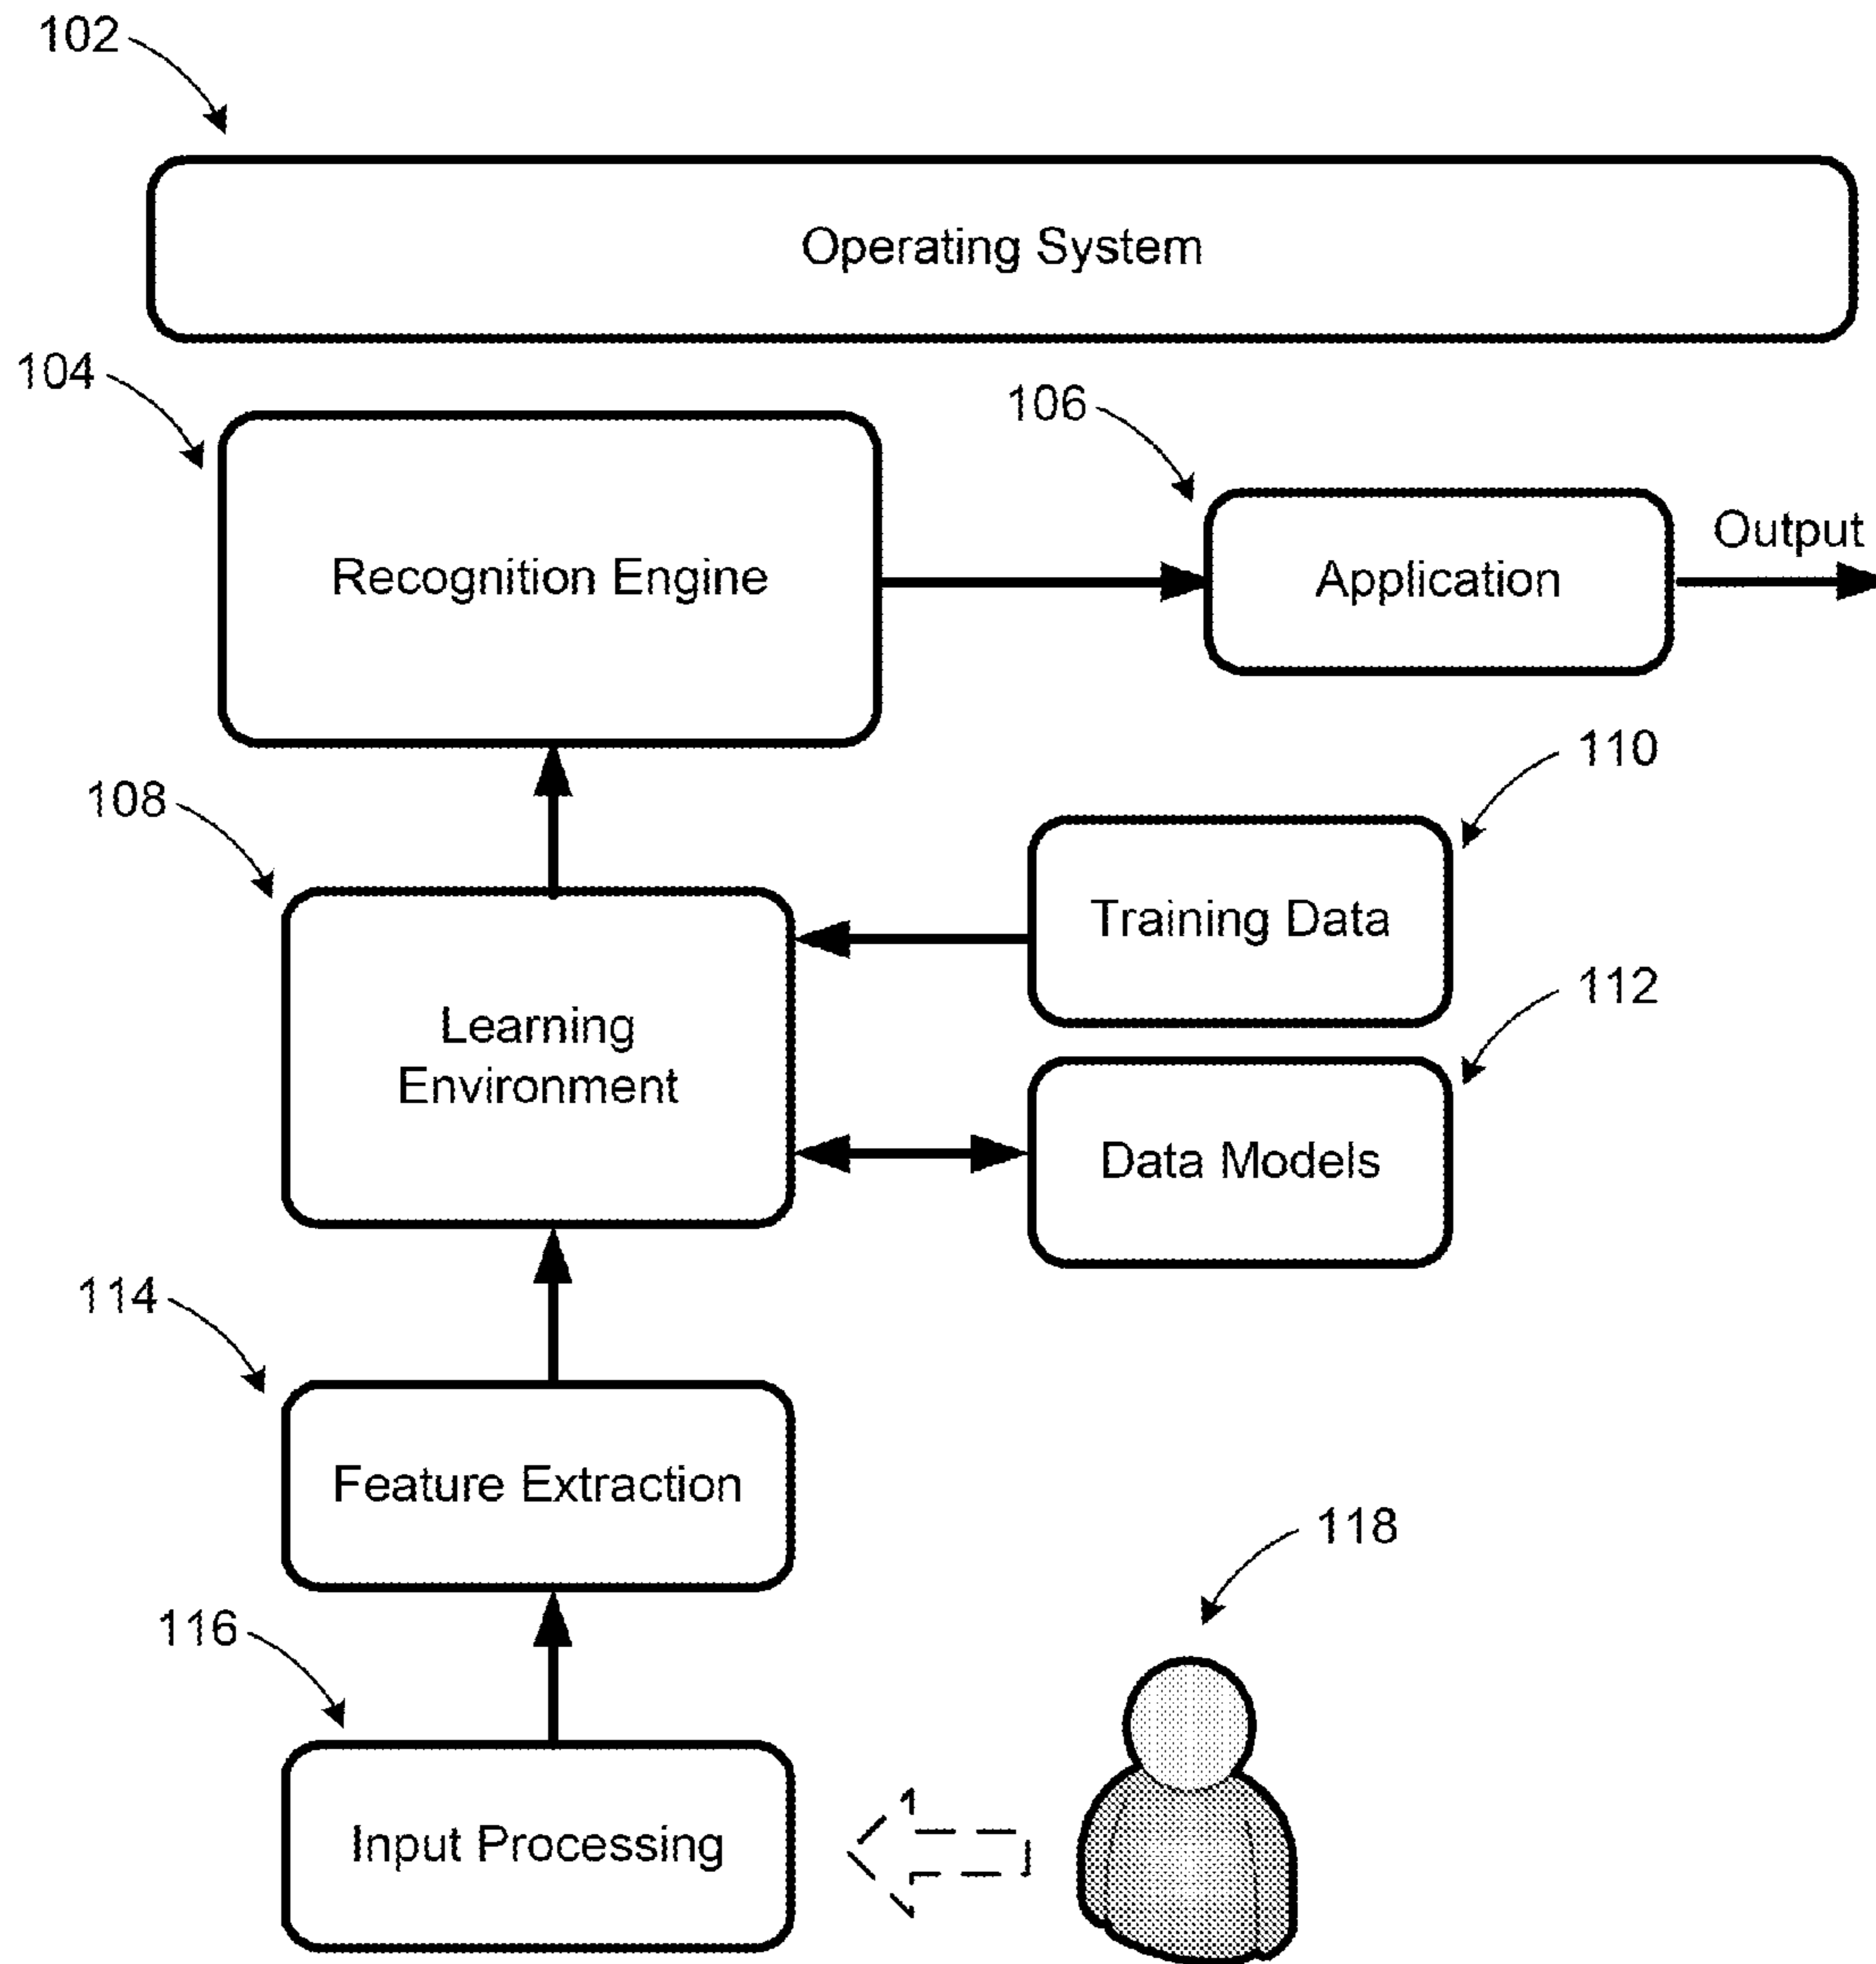 102
Operating System
104
106
Recognition Engine
Application
Output
108
110
Training Data
Learning
Environment
112
Data Models
114
Feature Extraction
116
118
Input Processing